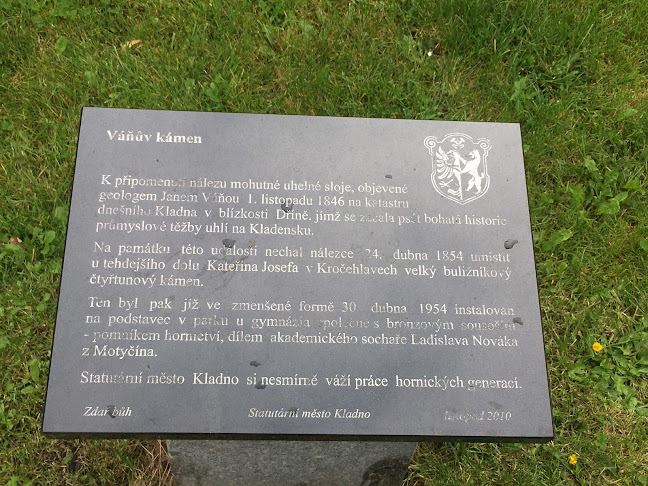 Váňův kámen
K připomenutí nálezu mohutné uhelné sloje, objevené
geologem Janem Váňou 1. listopadu 1846 na katastru
dnešního Kladna v blízkosti Dříně, jímž se začala psát bohatá historie
průmyslové těžby uhlí na Kladensku.
Na památku této události nechal nálezce 24. dubna 1854 umístit
u tehdejšího dolu Kateřina Josefa v Kročehlavech velký buližníkový
čtyřtunový kámen.
Ten byl pak již ve zmenšené formě 30. dubna 1954 instalován
na podstavec v parku u gymnázia společně s bronzovým sousoším
- pomníkem hornictví, dílem akademického sochaře Ladislava Nováka
z Motyčína.
Statutární město Kladno si nesmírně váží práce hornických generací.
Zdař bůh Statutární město Kladno listopad 2010